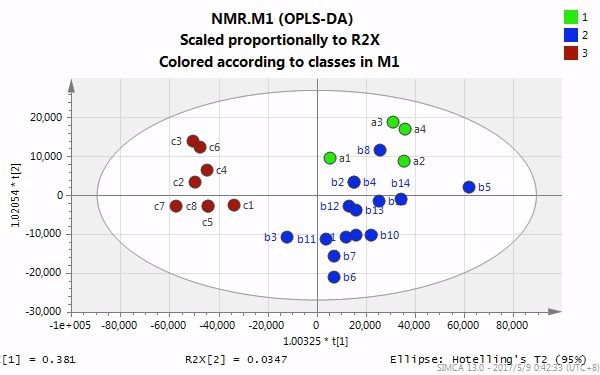 NMR.M1 (OPLS-DA)
Scaled proportionally to R2X
Colored according to classes in M1
1
2
3
1.02054 * t[2]
20,000
10,000
0
-10,000
-20,000
-30,000
a3
a4
c3
c6
b8
a1
a2
c4
c2
b2
b4
b14
b5
c7
c8
c1
b12
b13
c5
b3
b11
b10
b7
b6
-1e+005
-80,000
-60,000
-40,000
-20,000
0
20,000
40,000
60,000
80,000
1.00325 * t[1]
[1] = 0.381
R2X[2] = 0.0347
Ellipse: Hotelling's T2 (95%)
SIMCA 13.0 - 2017/5/9 0:42:33 (UTC+8)